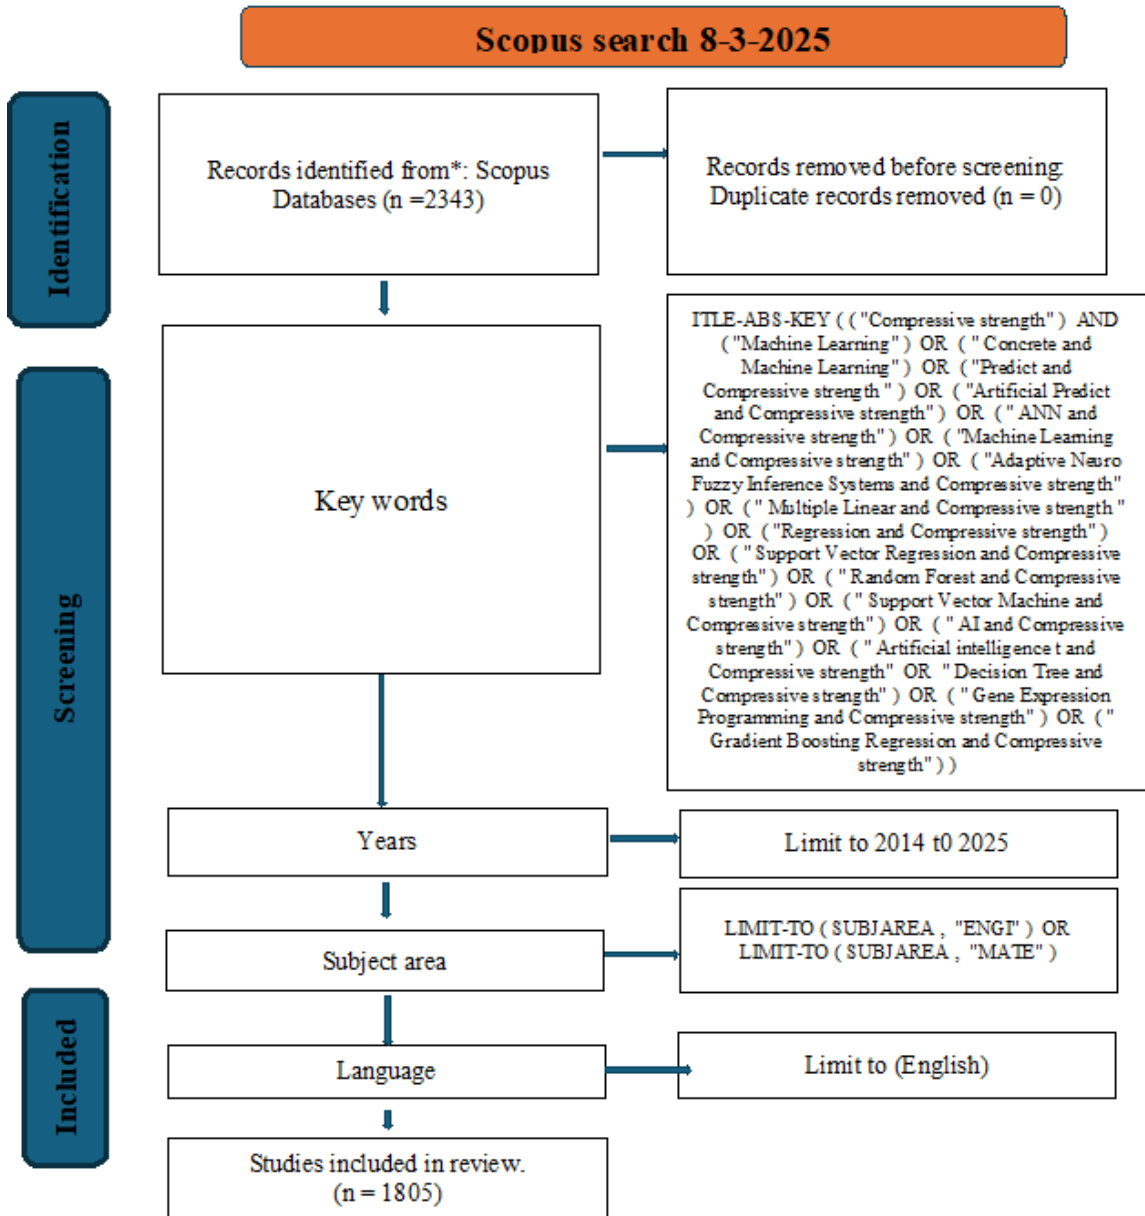 Scopus search 8-3-2025
Identification
Records identified from*: Scopus
Databases (n =2343)
Records removed before screening:
Duplicate records removed (n = 0)
Screening
Key words
ITLE-ABS-KEY ( ( "Compressive strength" ) AND
( "Machine Learning" ) OR ( " Concrete and
Machine Learning" ) OR ( "Predict and
Compressive strength " ) OR ( "Artificial Predict
and Compressive strength" ) OR ( "ANN and
Compressive strength" ) OR ( "Machine Learning
and Compressive strength" ) OR ( "Adaptive Neuro
Fuzzy Inference Systems and Compressive strength"
) OR ( " Multiple Linear and Compressive strength "
) OR ( "Regression and Compressive strength" )
OR ( " Support Vector Regression and Compressive
strength" ) OR ( " Random Forest and Compressive
strength" ) OR ( " Support Vector Machine and
Compressive strength" ) OR ( " AI and Compressive
strength" ) OR ( " Artificial intelligence t and
Compressive strength" OR " Decision Tree and
Compressive strength" ) OR ( " Gene Expression
Programming and Compressive strength" ) OR ( "
Gradient Boosting Regression and Compressive
strength" ) )
Years
Limit to 2014 t0 2025
Subject area
LIMIT-TO ( SUBJAREA , "ENGI" ) OR
LIMIT-TO ( SUBJAREA , "MATE" )
Included
Language
Limit to (English)
Studies included in review.
(n = 1805)